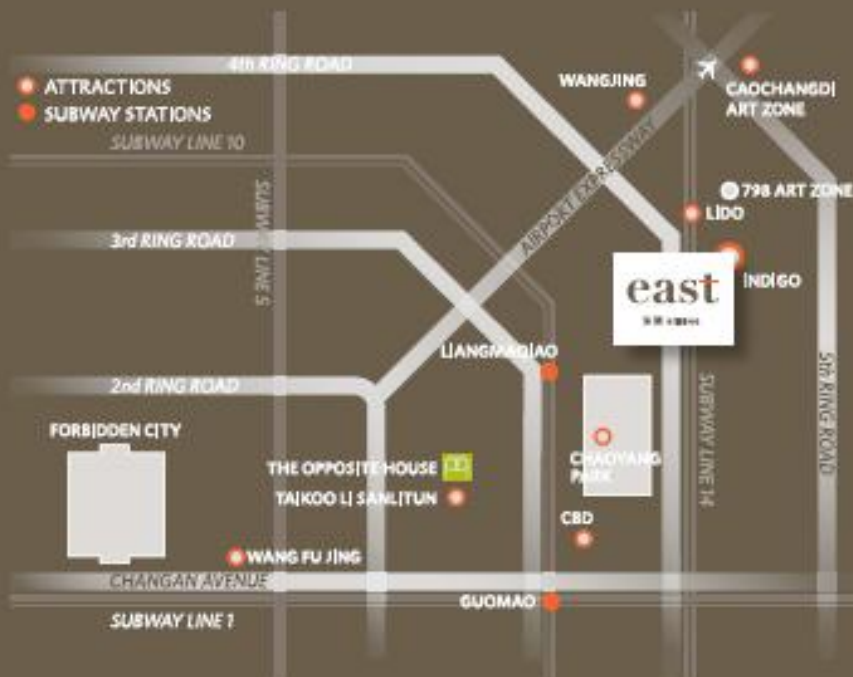 4th RING ROAD
ATTRACTIONS
SUBWAY STATIONS
SUBWAY LINE 10
WANGJING
CAOCHANGDI
ART ZONE
AIRPORT EXPRESSWAY
798 ART ZONE
LIDO
SUBWAY LINE 5
3rd RING ROAD
INDIGO
east
LIANGMAQIAO
2nd RING ROAD
5th RING ROAD
SUBWAY LINE 14
FORBIDDEN CITY
THE OPPOSITE HOUSE
CHAOYANG
PARK
TAIKOO LI SANLITUN
CBD
WANG FU JING
CHANGAN AVENUE
GUOMAO
SUBWAY LINE 1